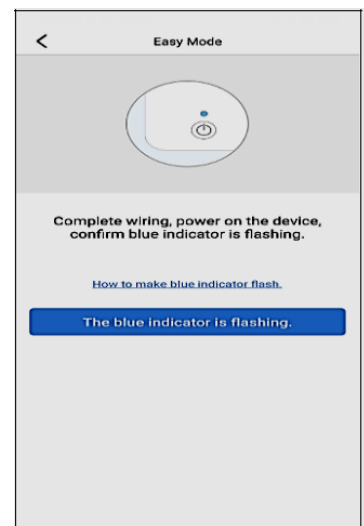 Easy Mode
Complete wiring, power on the device,
confirm blue indicator is flashing.
How to make blue indicator flash.
The blue indicator is flashing.